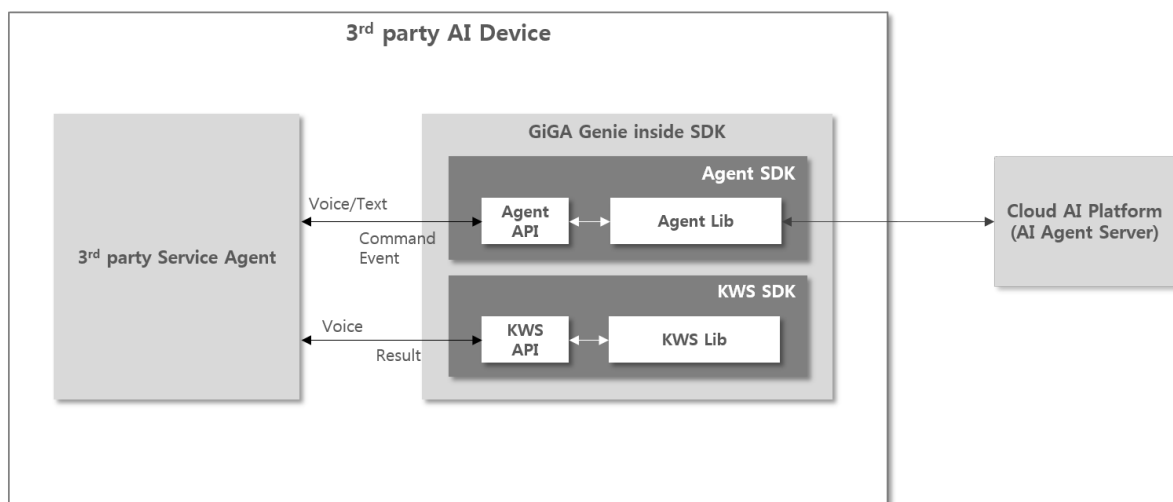 3rd party AI Device
GiGA Genie inside SDK
Agent SDK
Voice/Text
Agent
API
Agent Lib
Command
Event
3rd party Service Agent
Cloud AI Platform
(AI Agent Server)
KWS SDK
Voice
KWS
API
KWS Lib
Result